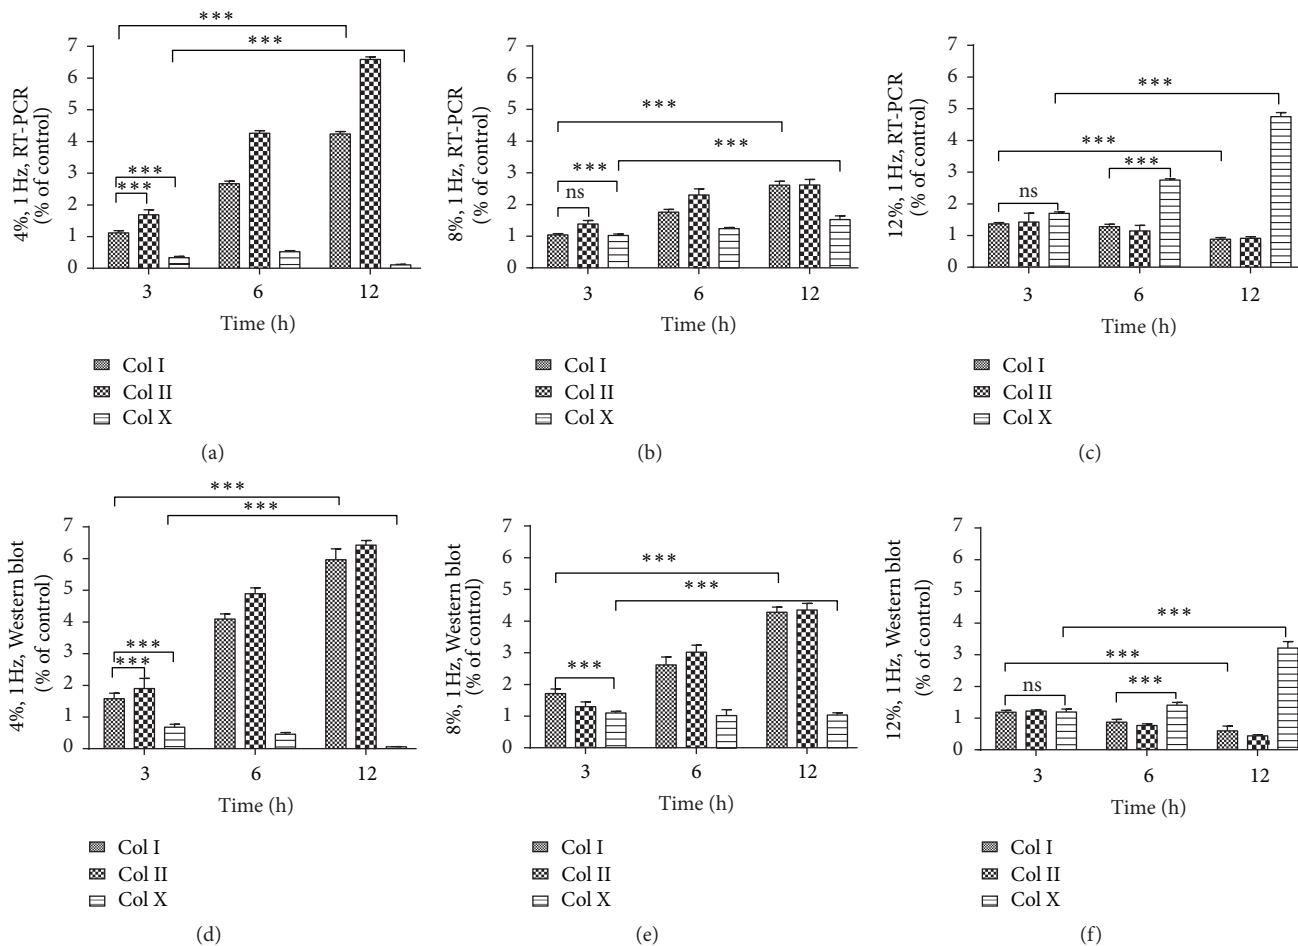 4%, 1 Hz, RT-PCR
(% of control)
7
6
5
4
3
2
1
0
***
***
***
***
3
6
12
Time (h)
Col I
Col II
Col X
(a)
8%, 1 Hz, RT-PCR
(% of control)
7
6
5
4
3
2
1
0
***
***
***
ns
3
6
12
Time (h)
Col I
Col II
Col X
(b)
12%, 1 Hz, RT-PCR
(% of control)
7
6
5
4
3
2
1
0
***
***
***
ns
3
6
12
Time (h)
Col I
Col II
Col X
(c)
4%, 1 Hz, Western blot
(% of control)
7
6
5
4
3
2
1
0
***
***
***
***
3
6
12
Time (h)
Col I
Col II
Col X
(d)
8%, 1 Hz, Western blot
(% of control)
7
6
5
4
3
2
1
0
***
***
***
3
6
12
Time (h)
Col I
Col II
Col X
(e)
12%, 1 Hz, Western blot
(% of control)
7
6
5
4
3
2
1
0
***
***
***
ns
3
6
12
Time (h)
Col I
Col II
Col X
(f)